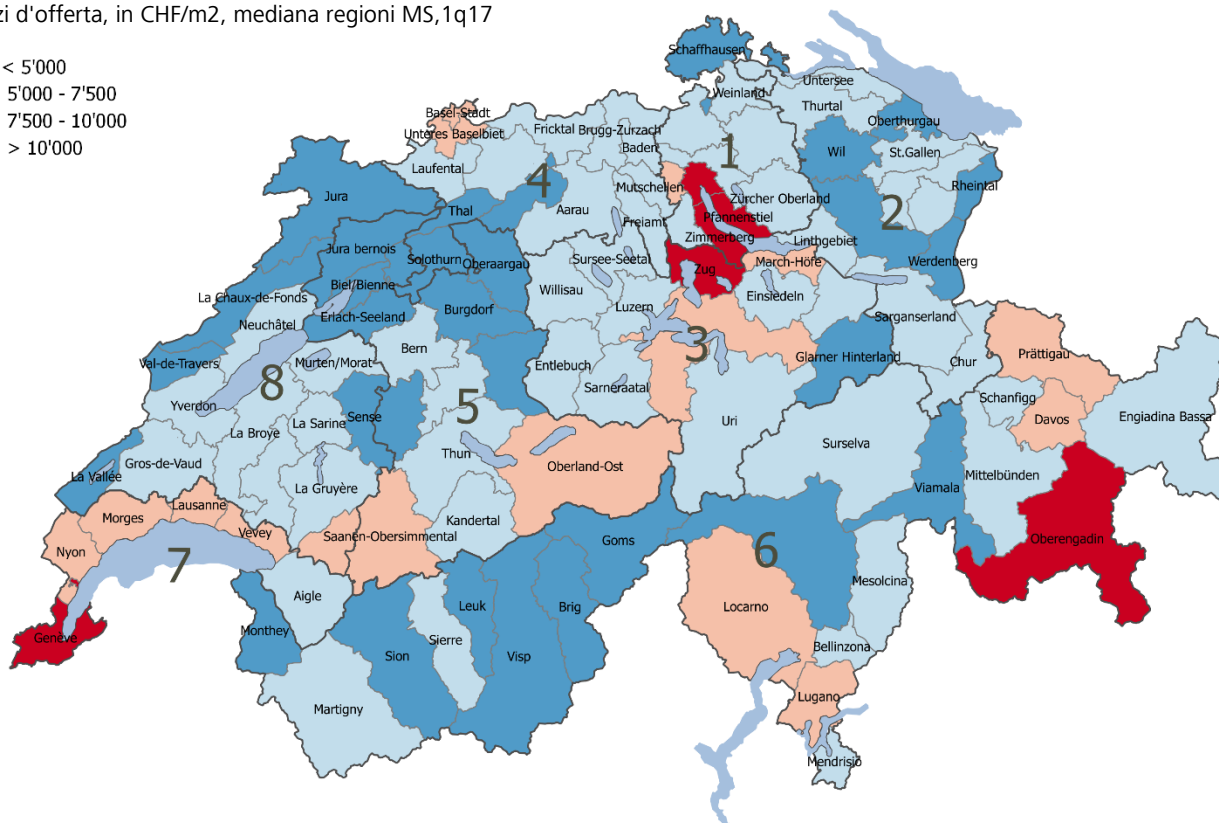 zi d'offerta, in CHF/m2, mediana regioni MS,1q17
< 5'000
5'000 - 7'500
7'500 - 10'000
> 10'000
Schaffhausen
Untersee
Weinland
Thurtal
Basel-Stadt
Oberthurgau
Unteres Baselbiet
Fricktal
Brugg-Zurzach
Baden
1
Wil
St.Gallen
Laufental
4
Mutschellen
Rheintal
Jura
Zürcher Oberland
Thal
Aarau
2
Freiamt
Pfannenstiel
Zimmerberg
Linthgebiet
Jura bernois
Solothurn
Oberaargau
Sursee-Seetal
Zug
March-Höfe
Werdenberg
Biel/Bienne
Willisau
La Chaux-de-Fonds
Einsiedeln
Burgdorf
Luzern
Erlach-Seeland
Sarganserland
Neuchâtel
3
Bern
Glarner Hinterland
Prättigau
Val-de-Travers
Murten/Morat
Entlebuch
Chur
8
Sarneraatal
Schanfigg
Yverdon
5
Sense
La Sarine
Uri
Davos
Engiadina Bassa
La Broye
Surselva
Thun
Gros-de-Vaud
Oberland-Ost
La Vallée
Mittelbünden
La Gruyère
Viamala
Lausanne
Morges
Kandertal
Vevey
Saanen-Obersimmental
Goms
Oberengadin
Nyon
7
6
Mesolcina
Aigle
Leuk
Brig
Locarno
Monthey
Genève
Sierre
Bellinzona
Sion
Visp
Lugano
Martigny
Mendrisio